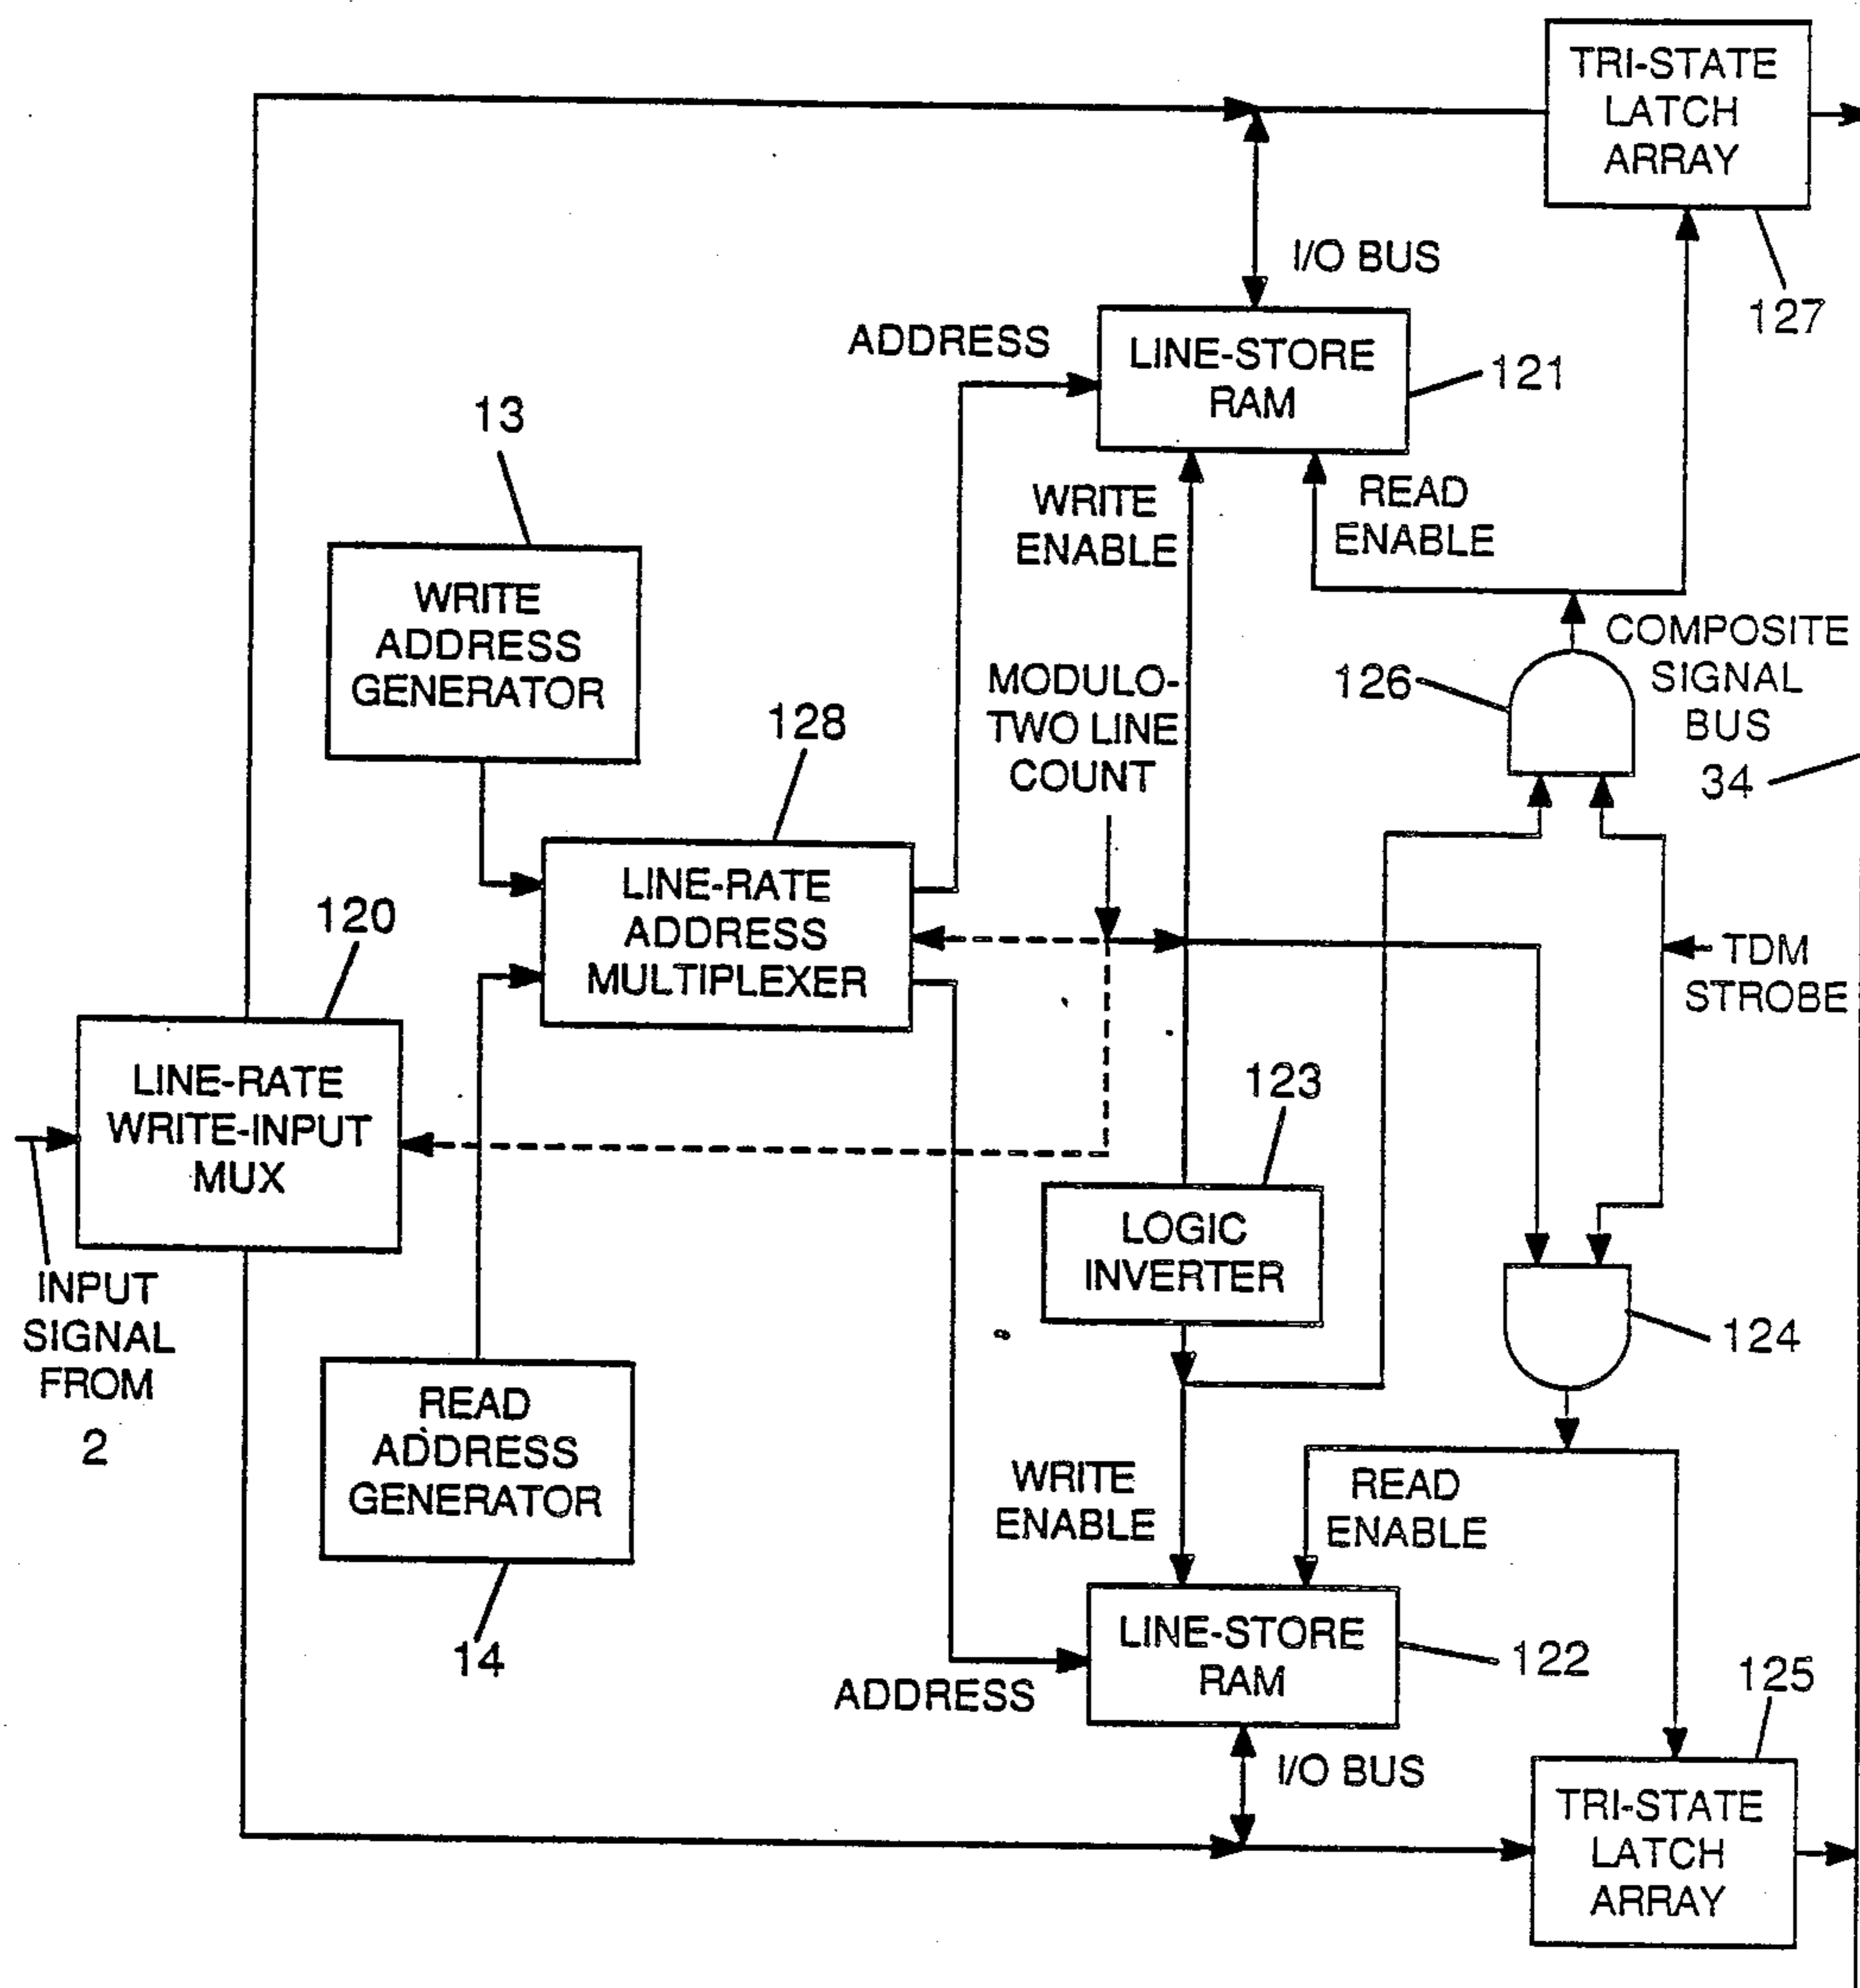 TRI-STATE
LATCH
ARRAY
127
I/O BUS
ADDRESS
LINE-STORE
RAM
121
13
WRITE
ENABLE
READ
ENABLE
WRITE
ADDRESS
GENERATOR
COMPOSITE
SIGNAL
BUS
34
126
MODULO-
TWO LINE
COUNT
128
LINE-RATE
ADDRESS
MULTIPLEXER
120
TDM
STROBE
LINE-RATE
WRITE-INPUT
MUX
123
LOGIC
INVERTER
INPUT
SIGNAL
FROM
2
124
READ
ADDRESS
GENERATOR
14
WRITE
ENABLE
READ
ENABLE
LINE-STORE
RAM
122
ADDRESS
125
I/O BUS
TRI-STATE
LATCH
ARRAY